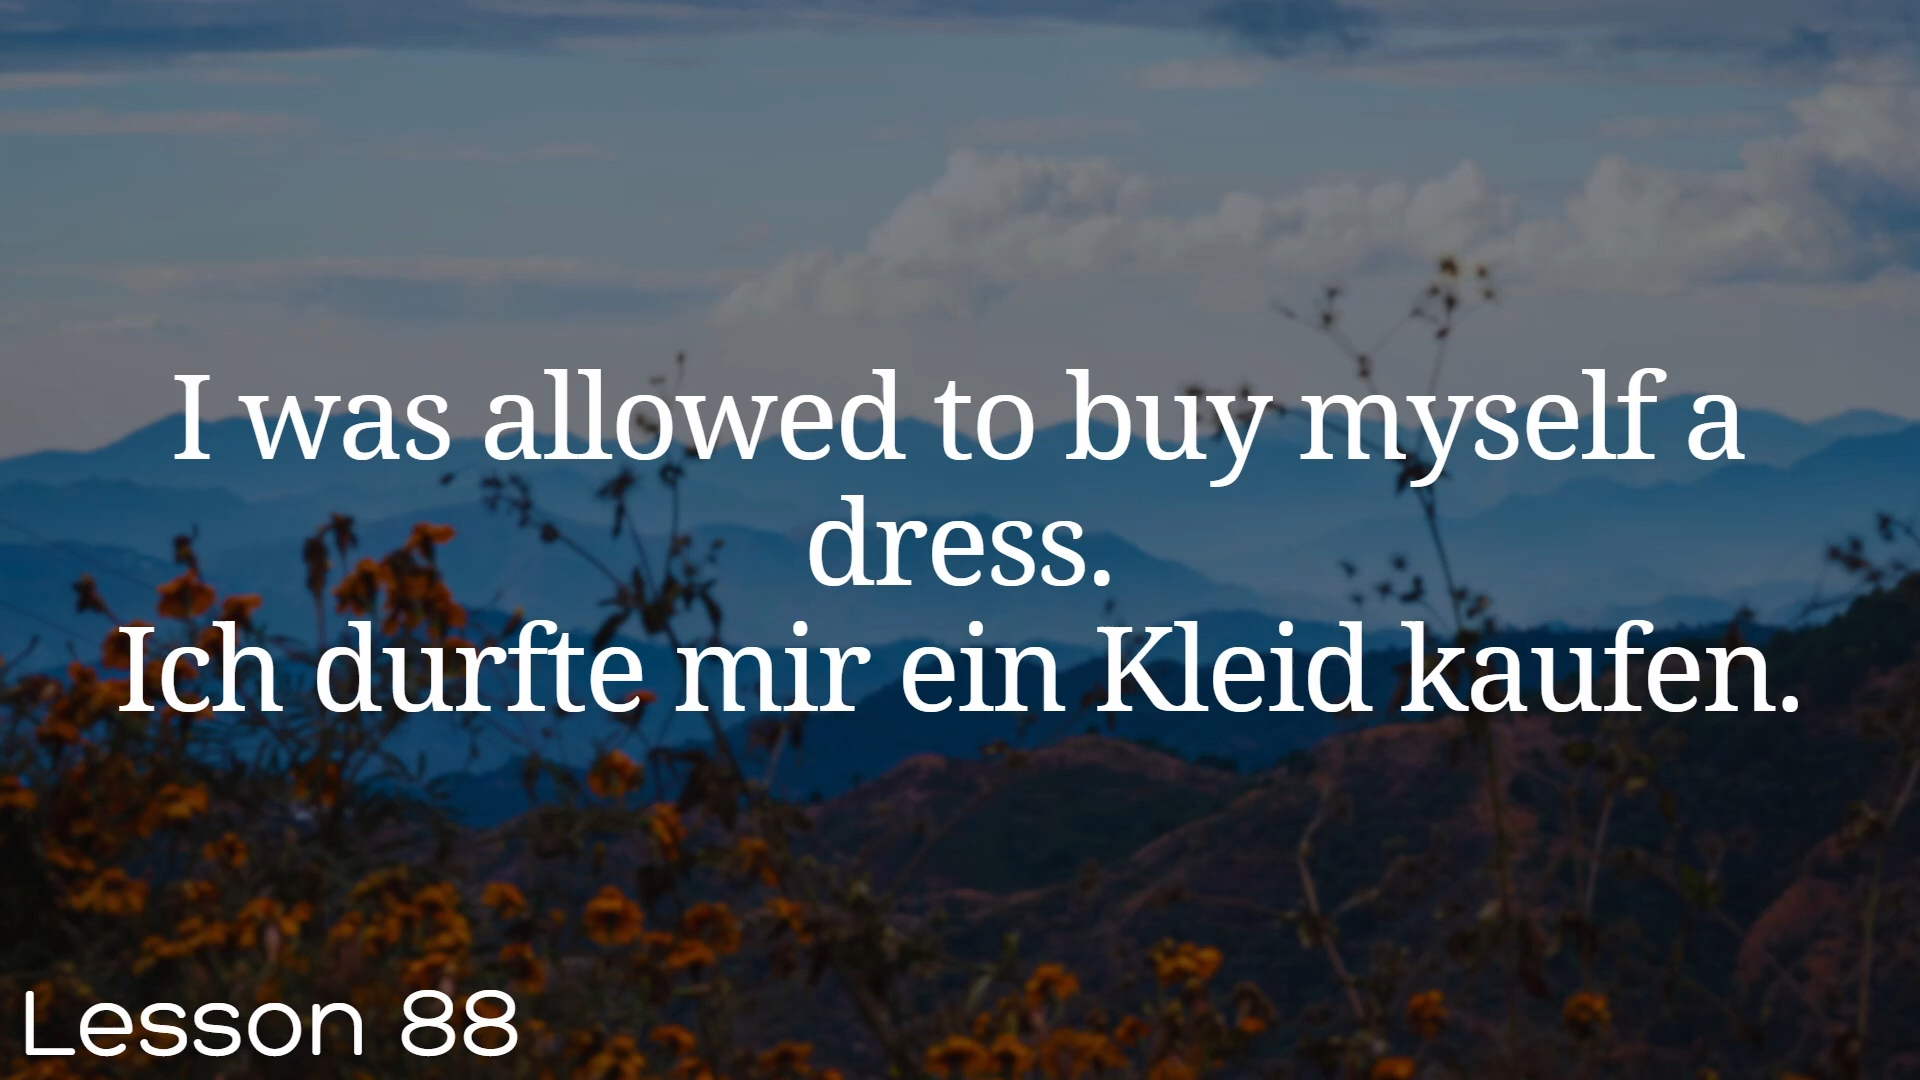 I was allowed to buy myself a
dress.
Ich durfte mir ein Kleid kaufen.
Lesson 88